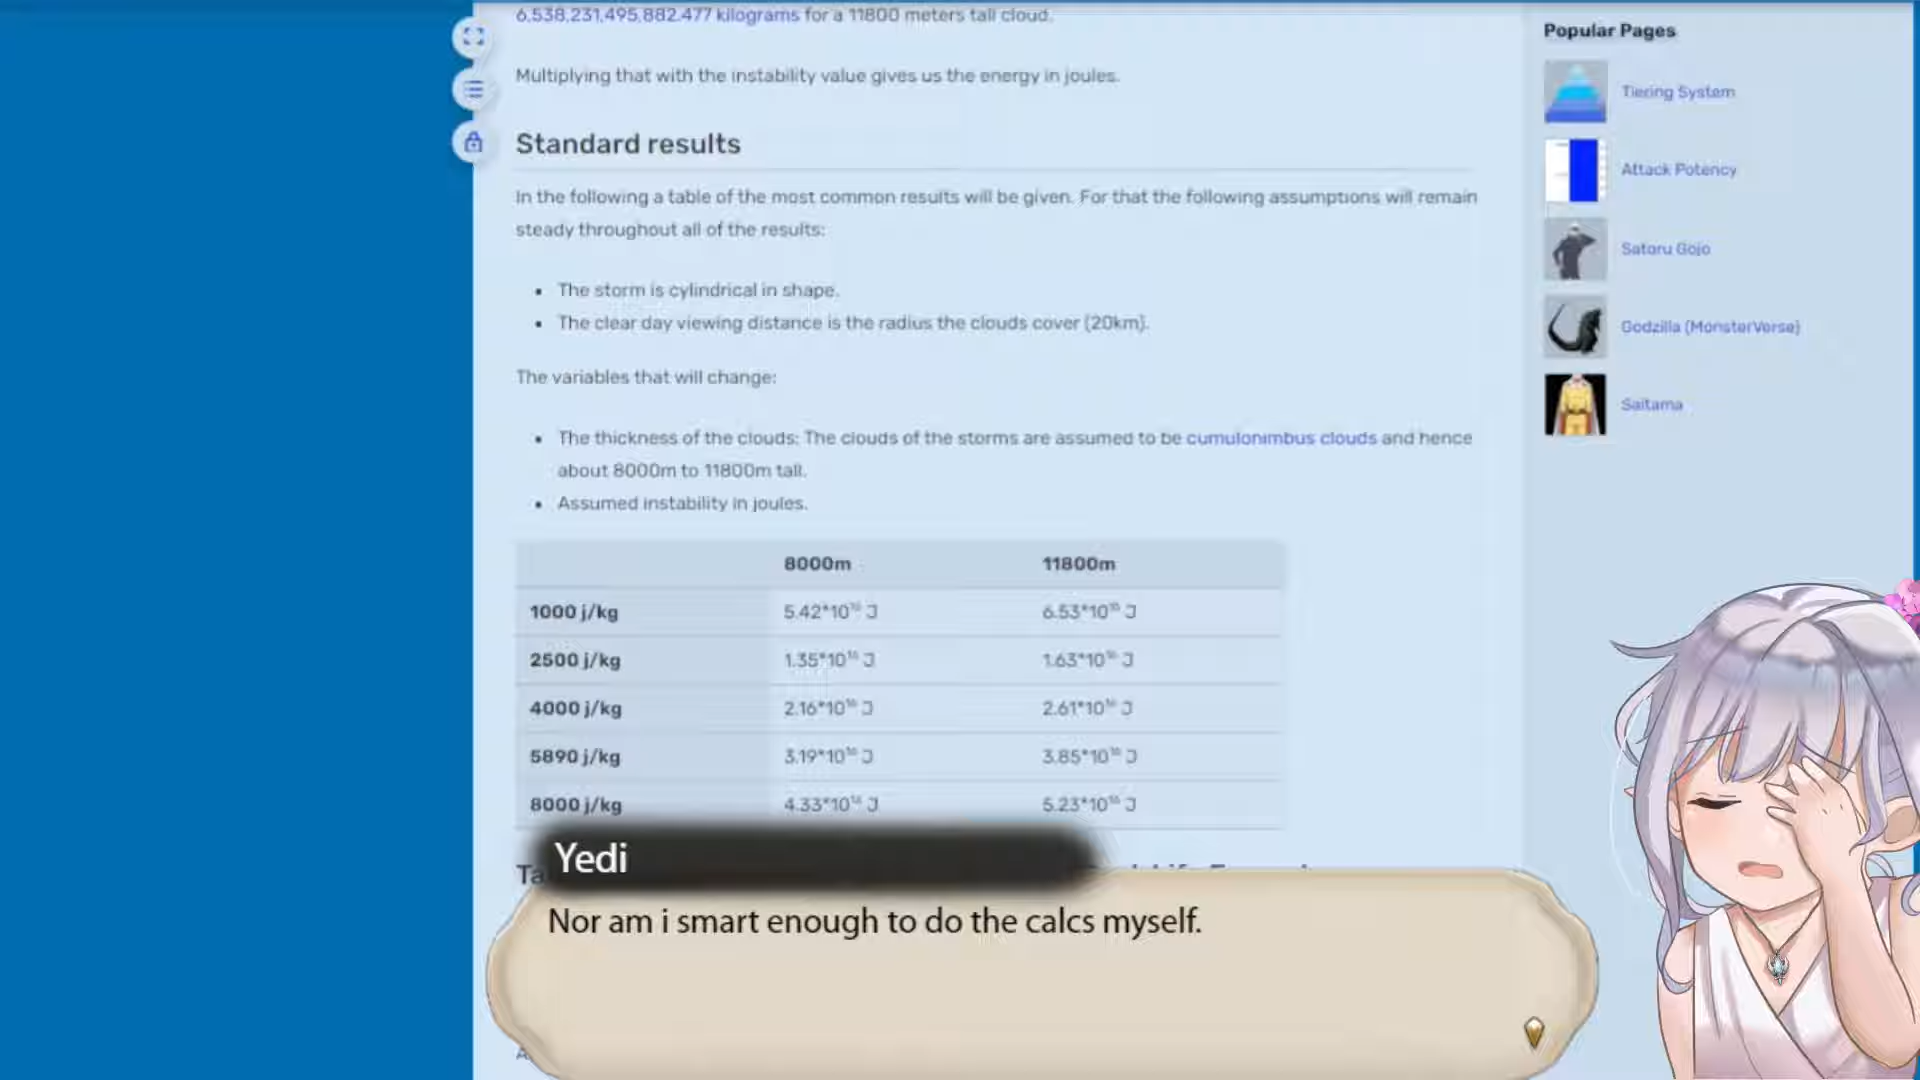 6,538,231,495,882.477 kilograms for a 11800 meters tall cloud.
Multiplying that with the instability value gives us the energy in joules.
Standard results
In the following a table of the most common results will be given. For that the following assumptions will remain
steady throughout all of the results:
• The storm is cylindrical in shape.
• The clear day viewing distance is the radius the clouds cover (20km).
The variables that will change:
• The thickness of the clouds: The clouds of the storms are assumed to be cumulonimbus clouds and hence
about 8000m to 11800m tall.
• Assumed instability in joules.
8000m 11800m
1000 j/kg J J
2500 j/kg J J
4000 j/kg J J
5890 j/kg J J
8000 j/kg J J
Popular Pages
Tiering System
Attack Potency
Satoru Gojo
Godzilla (MonsterVerse)
Saitama
Yedi
Nor am i smart enough to do the calcs myself.